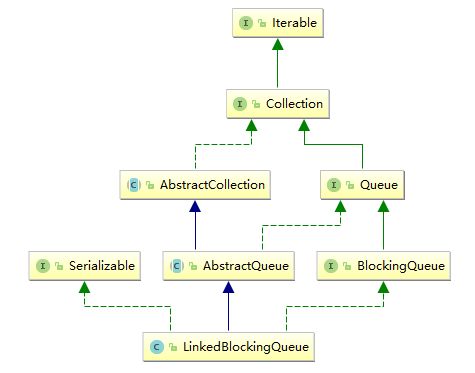 I Iterable
I Collection
C AbstractCollection
I Queue
I Serializable
C AbstractQueue
I BlockingQueue
C LinkedBlockingQueue